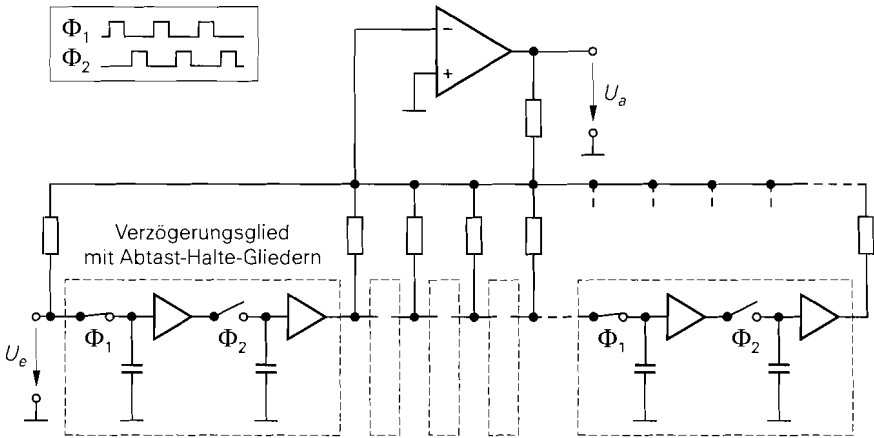 Φ1
Φ2
−
+
Ua
Verzögerungsglied
mit Abtast-Halte-Gliedern
Ue
Φ1
Φ2
Φ1
Φ2